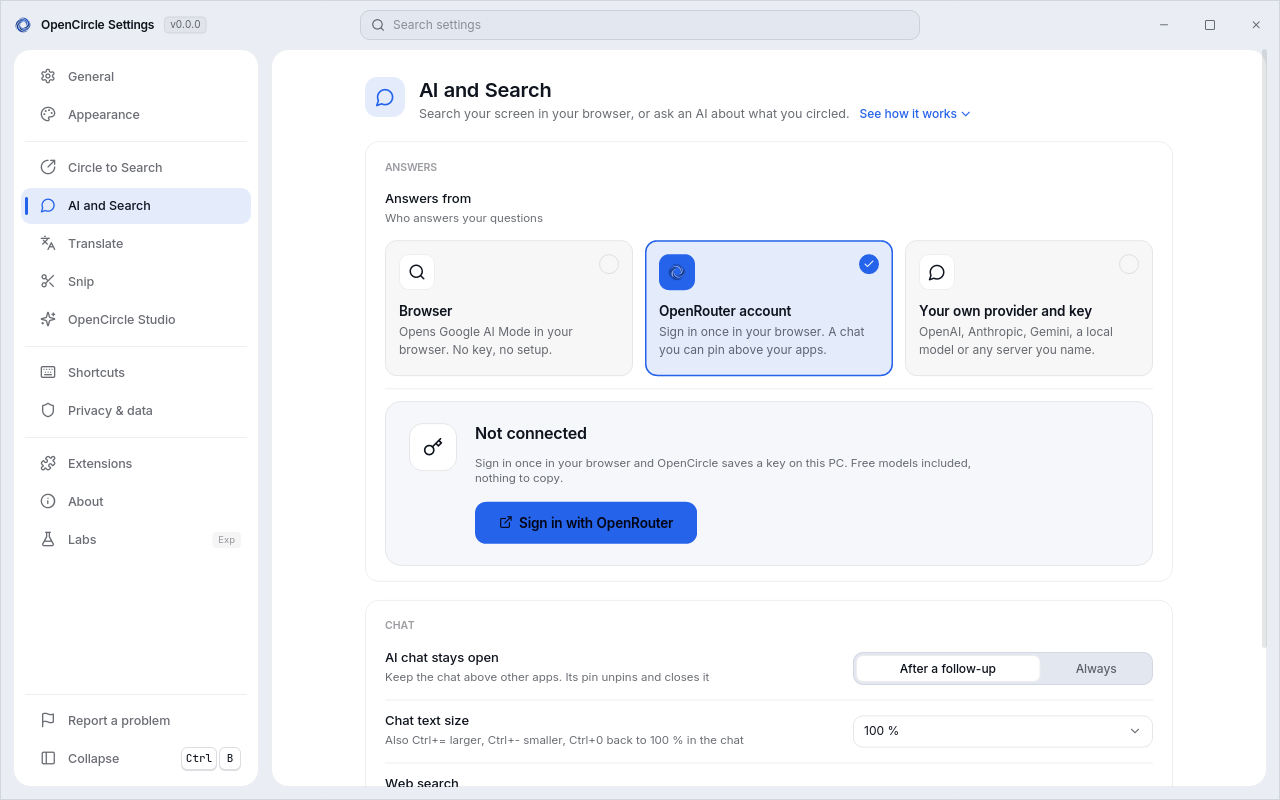 OpenCircle Settings v0.0.0
Search settings
General
Appearance
Circle to Search
AI and Search
Translate
Snip
OpenCircle Studio
Shortcuts
Privacy & data
Extensions
About
Labs Exp
Report a problem
Collapse Ctrl B
AI and Search
Search your screen in your browser, or ask an AI about what you circled. See how it works
ANSWERS
Answers from
Who answers your questions
Browser
Opens Google AI Mode in your
browser. No key, no setup.
OpenRouter account
Sign in once in your browser. A chat
you can pin above your apps.
Your own provider and key
OpenAI, Anthropic, Gemini, a local
model or any server you name.
Not connected
Sign in once in your browser and OpenCircle saves a key on this PC. Free models included,
nothing to copy.
Sign in with OpenRouter
CHAT
AI chat stays open
Keep the chat above other apps. Its pin unpins and closes it
After a follow-up Always
Chat text size
Also Ctrl+= larger, Ctrl+- smaller, Ctrl+0 back to 100 % in the chat
100 %
Web search